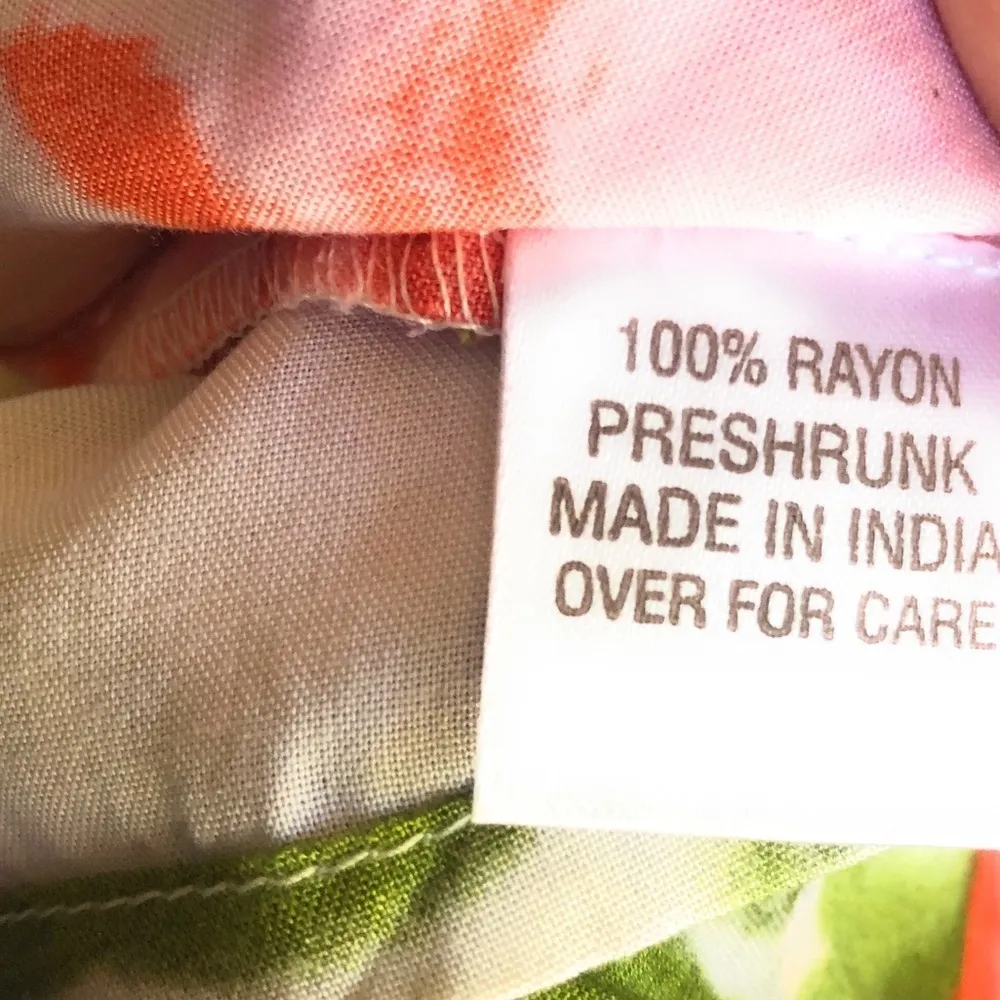 100% RAYON
PRESHRUNK
MADE IN INDIA
OVER FOR CARE